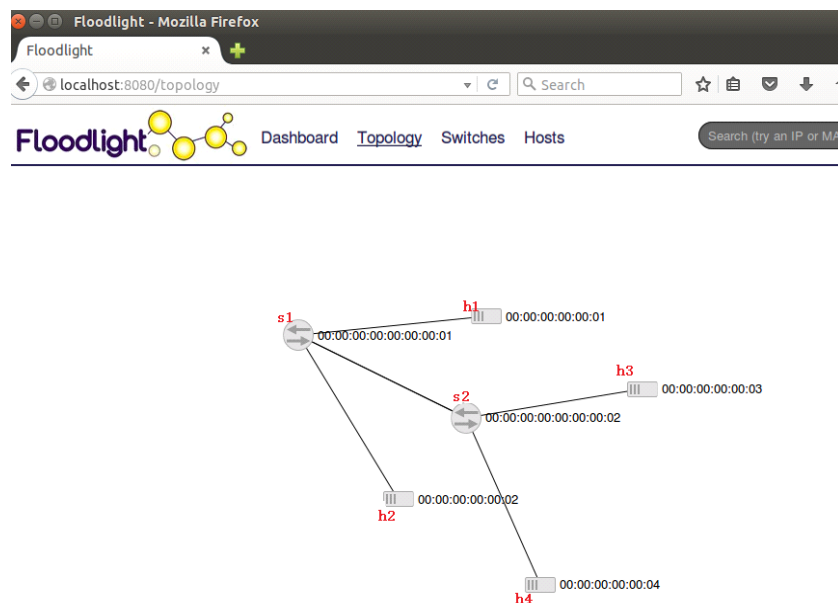 Floodlight - Mozilla Firefox
Floodlight
localhost:8080/topology
Search
Floodlight Dashboard Topology Switches Hosts Search (try an IP or MA
h1
s1 00:00:00:00:00:01
00:00:00:00:00:00:00:01
h3
00:00:00:00:00:03
s2
00:00:00:00:00:00:00:02
00:00:00:00:00:02
h2
00:00:00:00:00:04
h4